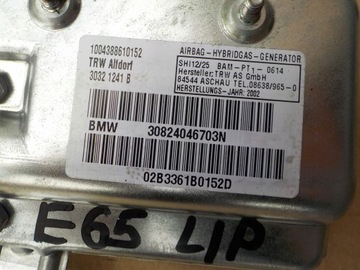 1004388610152
TRW Alfdorf
3032 1241 B
AIRBAG-HYBRIDGAS-GENERATOR
SHI12/25 BAM-PT1-0614
Hersteller:TRW AS GmbH
84544 ASCHAU TEL.08638/965-0
HERSTELLUNGS-JAHR: 2002
BMW 30824046703N
02B3361B0152D
E65 L/P